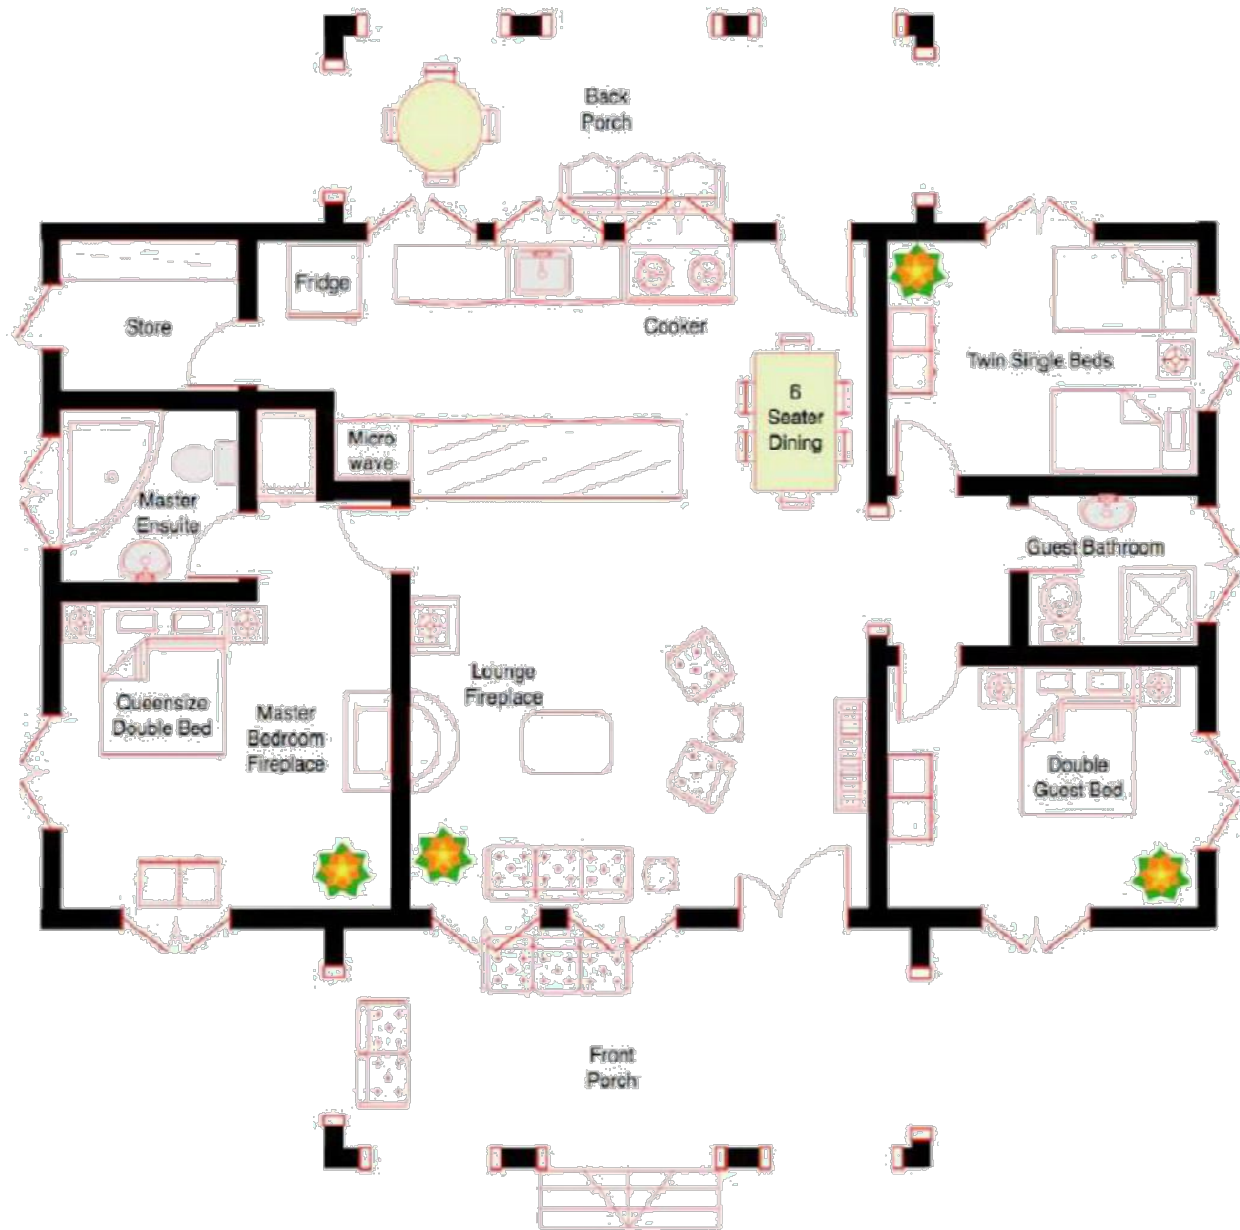 Back
Porch
Fridge
Store
Cooker
Twin Single Beds
6
Seater
Dining
Micro
wave
Master
Ensuite
Guest Bathroom
Lounge
Fireplace
Queensize
Double Bed
Master
Bedroom
Fireplace
Double
Guest Bed
Front
Porch